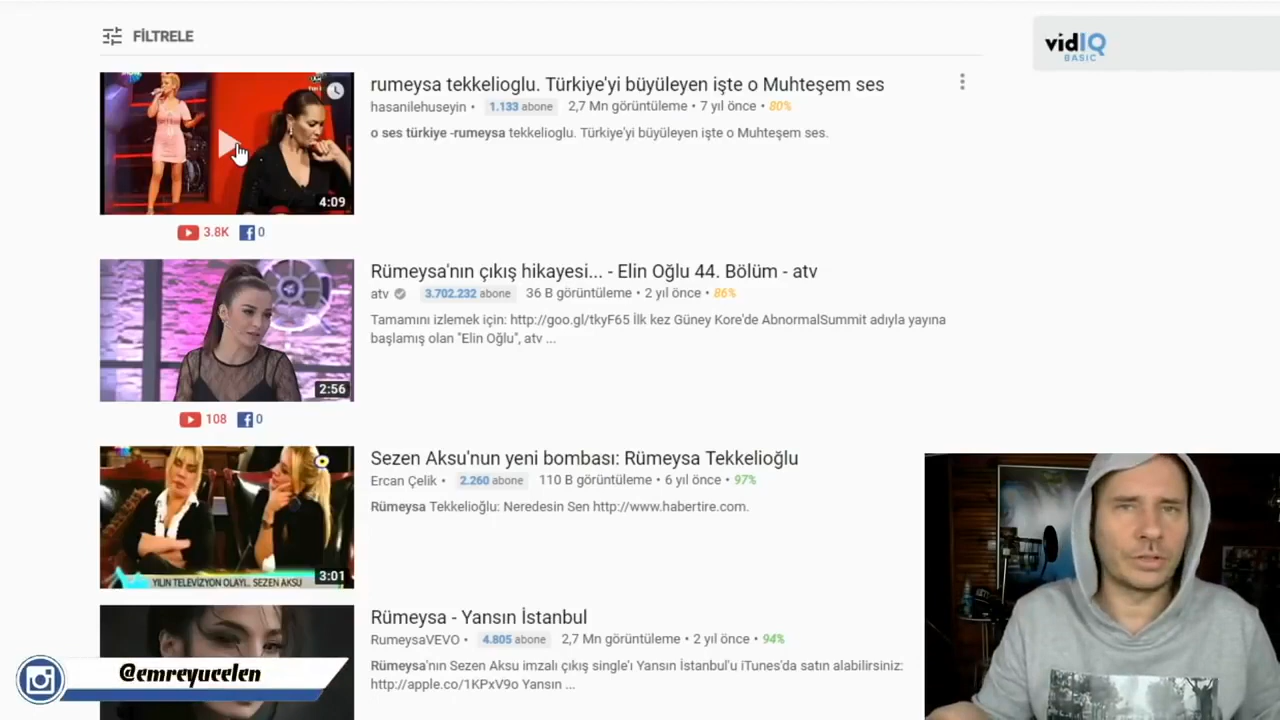 FİLTRELE
vidIQ
BASIC
rumeysa tekkelioglu. Türkiye'yi büyüleyen işte o Muhteşem ses
hasanilehuseyin • 1.133 abone 2,7 Mn görüntüleme • 7 yıl önce • 80%
o ses türkiye -rumeysa tekkelioglu. Türkiye'yi büyüleyen işte o Muhteşem ses.
4:09
3.8K 0
Rümeysa'nın çıkış hikayesi... - Elin Oğlu 44. Bölüm - atv
atv 3.702.232 abone 36 B görüntüleme • 2 yıl önce • 86%
Tamamını izlemek için: http://goo.gl/tkyF65 İlk kez Güney Kore'de AbnormalSummit adıyla yayına
başlamış olan "Elin Oğlu", atv ...
2:56
108 0
Sezen Aksu'nun yeni bombası: Rümeysa Tekkelioğlu
Ercan Çelik • 2.260 abone 110 B görüntüleme • 6 yıl önce • 97%
Rümeysa Tekkelioğlu: Neredesin Sen http://www.habertire.com.
YILIN TELEVİZYON OLAYI.. SEZEN AKSU
3:01
Rümeysa - Yansın İstanbul
RumeysaVEVO • 4.805 abone 2,7 Mn görüntüleme • 2 yıl önce • 94%
Rümeysa'nın Sezen Aksu imzalı çıkış single'ı Yansın İstanbul'u iTunes'da satın alabilirsiniz:
http://apple.co/1KPxV9o Yansın ...
@emreyucelen